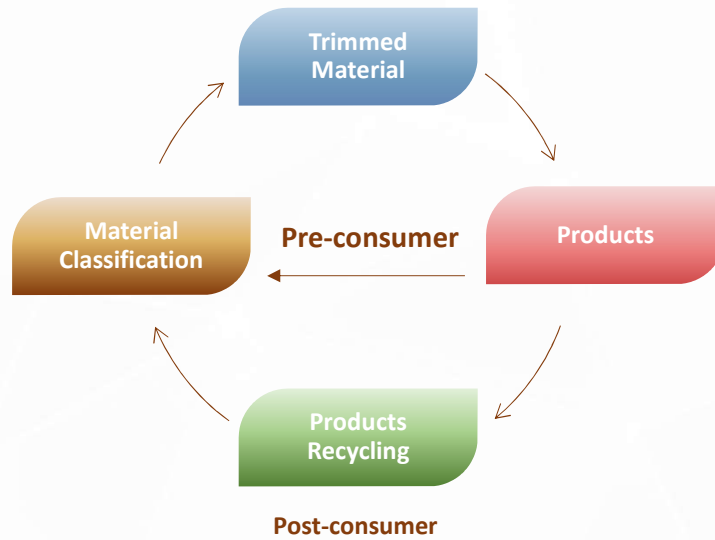 Trimmed
Material
Material
Classification
Pre-consumer
Products
Products
Recycling
Post-consumer